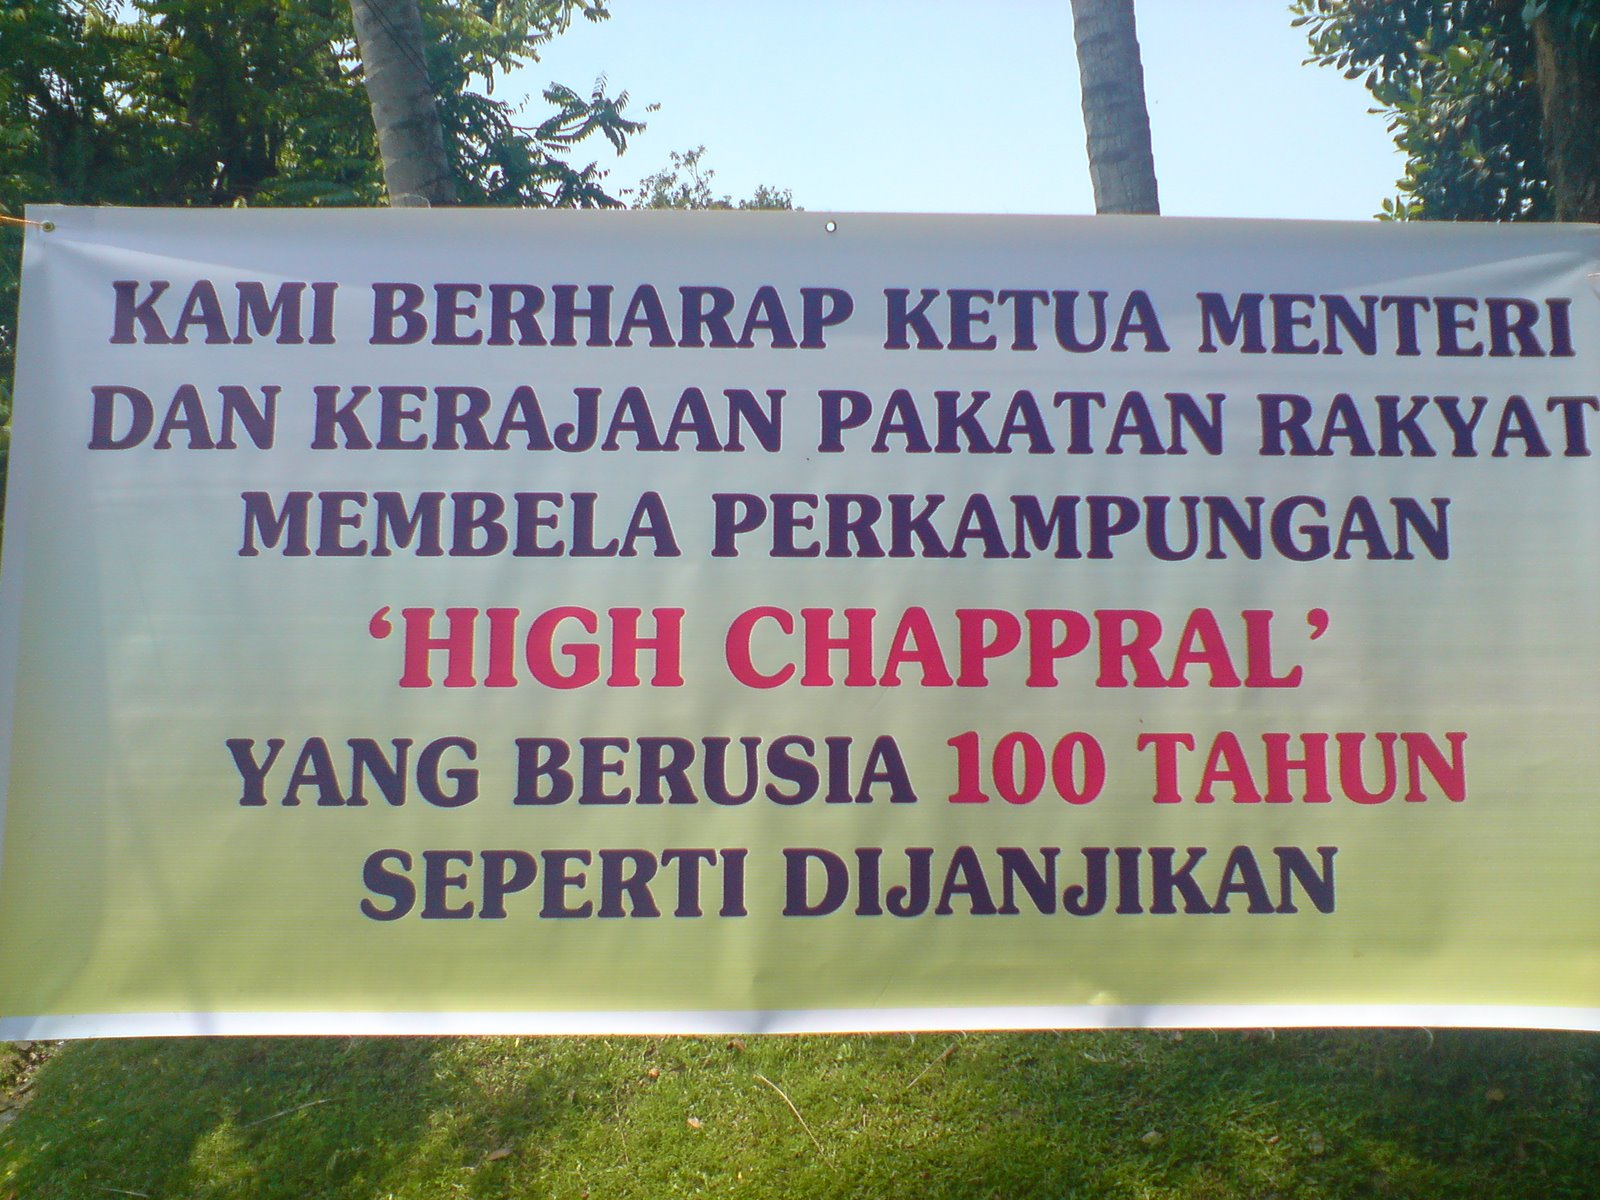 KAMI BERHARAP KETUA MENTERI
DAN KERAJAAN PAKATAN RAKYAT
MEMBELA PERKAMPUNGAN
‘HIGH CHAPPRAL’
YANG BERUSIA 100 TAHUN
SEPERTI DIJANJIKAN